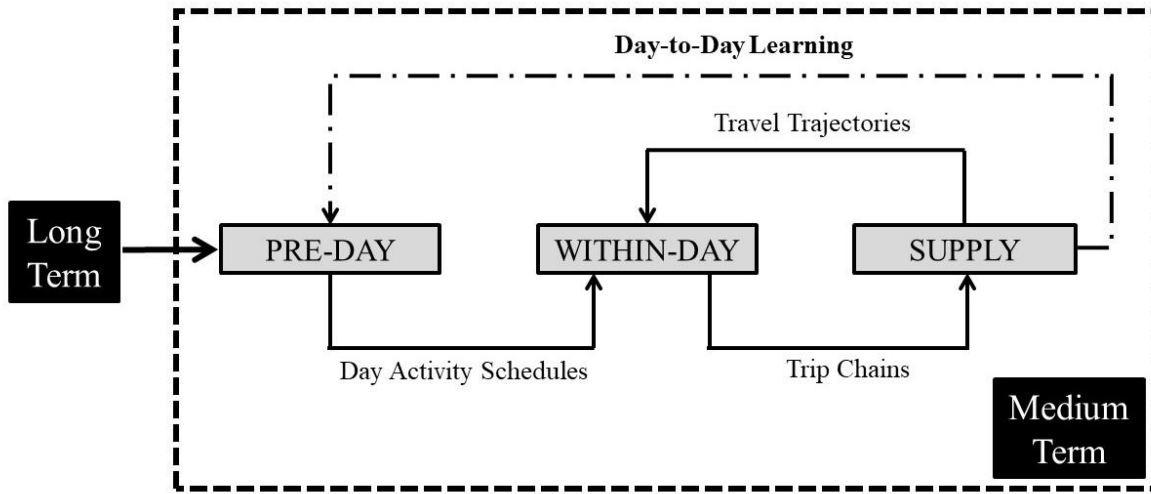 Day-to-Day Learning
Travel Trajectories
Long
Term
PRE-DAY
WITHIN-DAY
SUPPLY
Day Activity Schedules
Trip Chains
Medium
Term